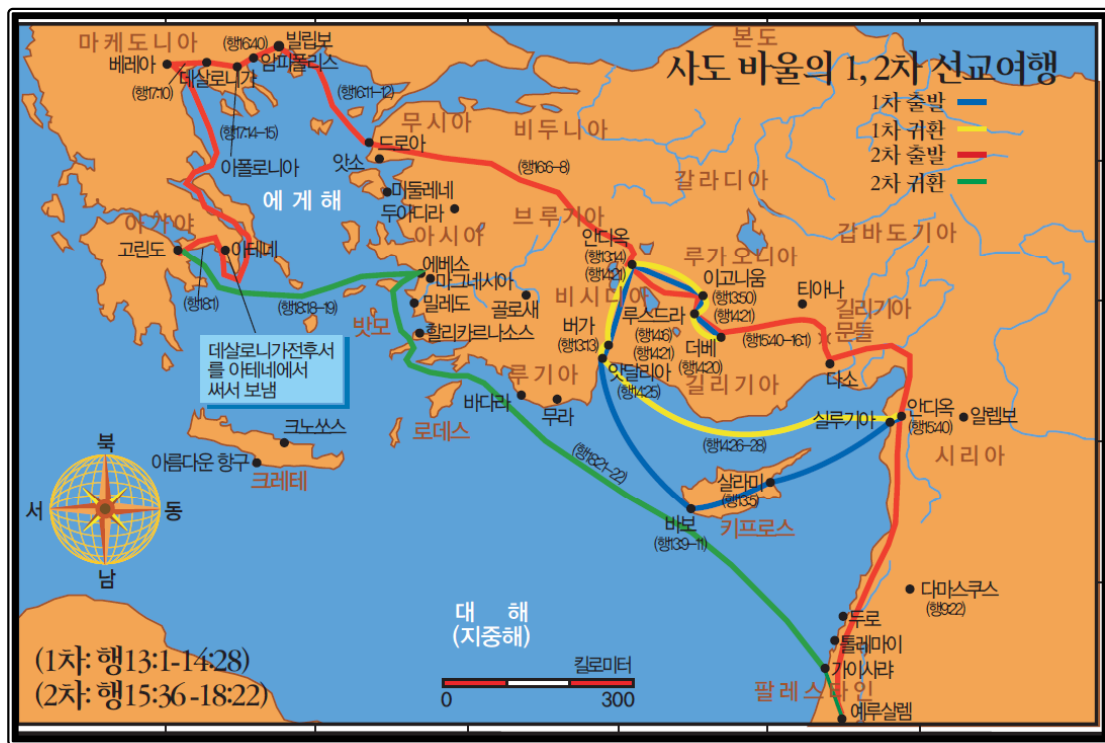 사도 바울의 1, 2차 선교여행
1차 출발
1차 귀환
2차 출발
2차 귀환
본도
마케도니아
(행16:40)
빌립보
베레아
암피폴리스
데살로니가
(행17:10)
(행16:11-12)
(행17:14-15)
아폴로니아
무시아
비두니아
드로아
앗소
(행16:6-8)
갈라디아
에게해
미둘레네
두아디라
브루기아
아가야
아시아
갑바도기아
고린도
아테네
안디옥
(행13:14)
(행14:21)
루가오니아
에베소
마그네시아
이고니움
(행13:50)
(행14:21)
티아나
(행18:1)
(행18:18-19)
밀레도
골로새
비시디아
루스드라
(행14:6)
(행14:21)
길리기아
문들
밧모
할리카르나소스
버가
(행13:13)
더베
(행14:20)
(행15:40-16:1)
데살로니가전후서
를 아테네에서
써서 보냄
앗달리아
(행14:25)
길리기아
다소
루기아
바다라
무라
로데스
실루기아
안디옥
(행15:40)
알렙보
크노쏘스
(행14:26-28)
시리아
아름다운 항구
크레테
(행18:21-22)
살라미
(행13:5)
바보
(행13:9-11)
키프로스
북
서
동
남
다마스쿠스
(행9:22)
대 해
(지중해)
두로
톨레마이
가이사랴
팔레스타인
예루살렘
(1차: 행13:1-14:28)
(2차: 행15:36-18:22)
킬로미터
0
300